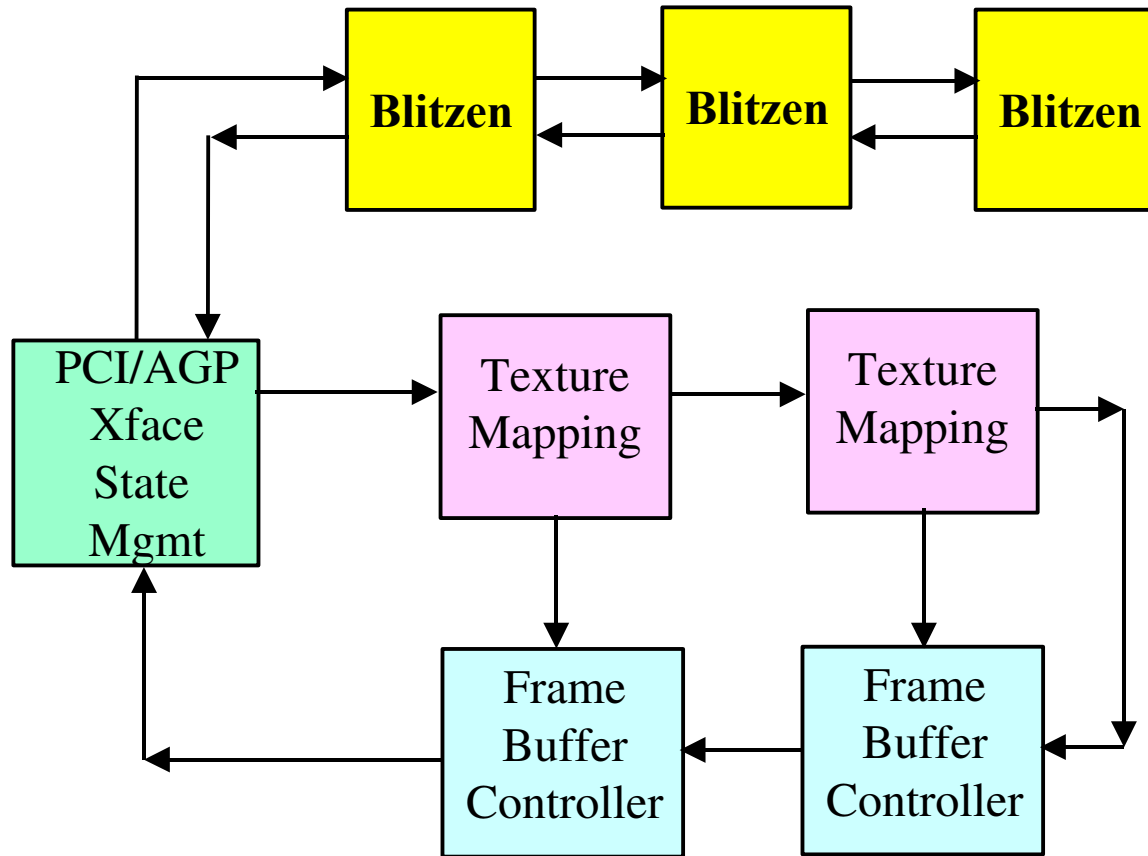 Blitzen
Blitzen
Blitzen
PCI/AGP
Xface
State
Mgmt
Texture
Mapping
Texture
Mapping
Frame
Buffer
Controller
Frame
Buffer
Controller